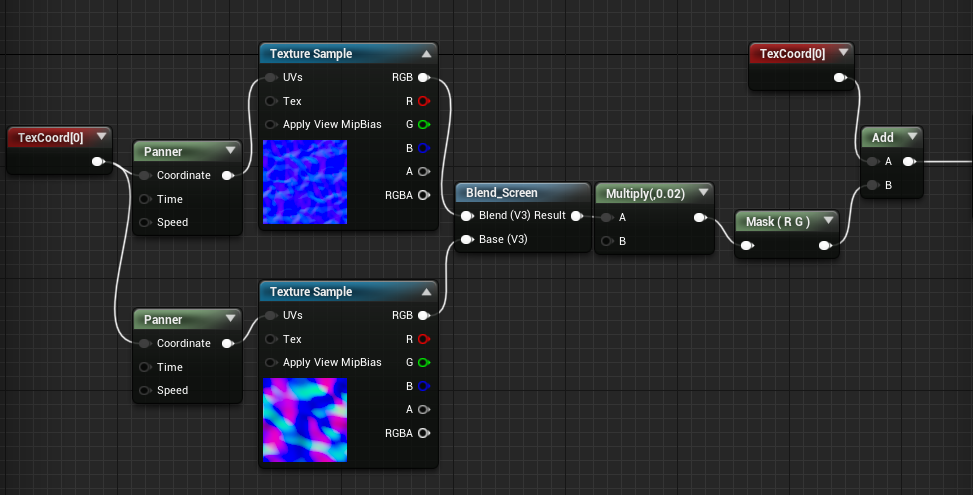 TexCoord[0]
Panner
Coordinate
Time
Speed
Panner
Coordinate
Time
Speed
Texture Sample
UVs RGB
Tex R
Apply View MipBias G
B
A
RGBA
Texture Sample
UVs RGB
Tex R
Apply View MipBias G
B
A
RGBA
Blend_Screen
Blend (V3) Result
Base (V3)
Multiply(,0.02)
A
B
Mask ( R G )
TexCoord[0]
Add
A
B